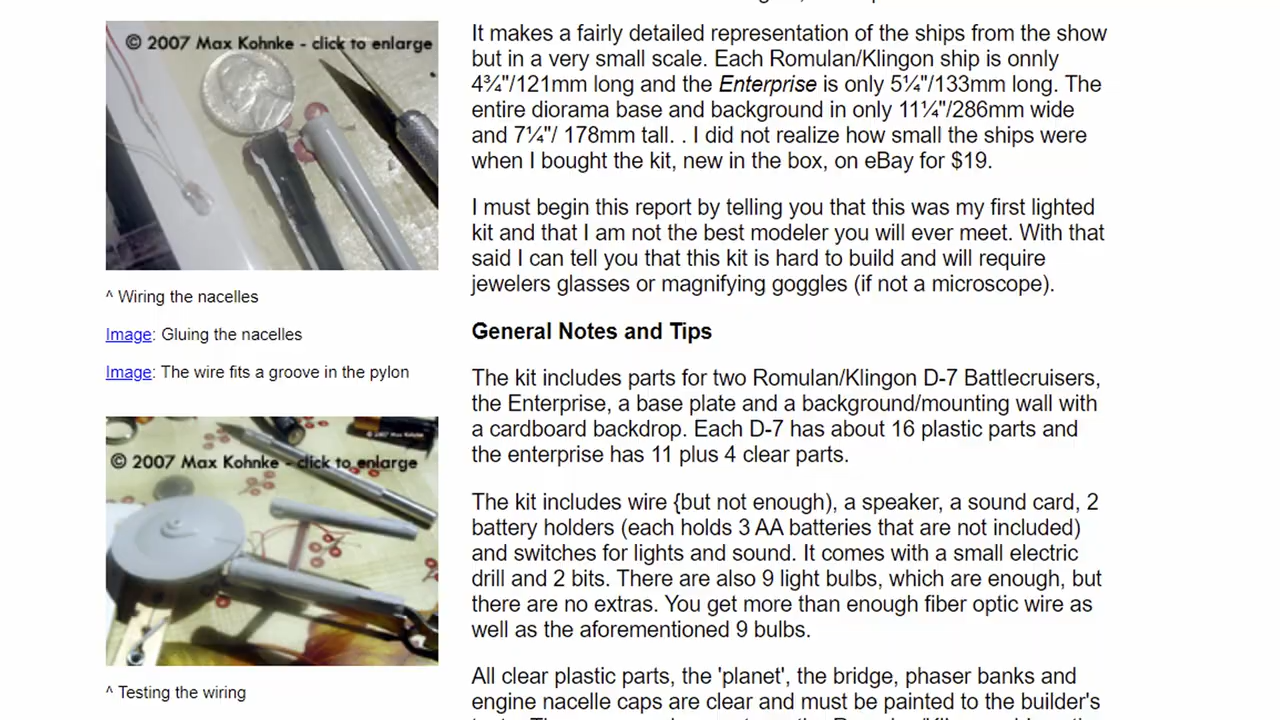 © 2007 Max Kohnke - click to enlarge
^ Wiring the nacelles
Image: Gluing the nacelles
Image: The wire fits a groove in the pylon
© 2007 Max Kohnke
© 2007 Max Kohnke - click to enlarge
^ Testing the wiring
It makes a fairly detailed representation of the ships from the show
but in a very small scale. Each Romulan/Klingon ship is onnly
4¾"/121mm long and the Enterprise is only 5¼"/133mm long. The
entire diorama base and background in only 11¼"/286mm wide
and 7¼"/ 178mm tall. . I did not realize how small the ships were
when I bought the kit, new in the box, on eBay for $19.
I must begin this report by telling you that this was my first lighted
kit and that I am not the best modeler you will ever meet. With that
said I can tell you that this kit is hard to build and will require
jewelers glasses or magnifying goggles (if not a microscope).
General Notes and Tips
The kit includes parts for two Romulan/Klingon D-7 Battlecruisers,
the Enterprise, a base plate and a background/mounting wall with
a cardboard backdrop. Each D-7 has about 16 plastic parts and
the enterprise has 11 plus 4 clear parts.
The kit includes wire {but not enough), a speaker, a sound card, 2
battery holders (each holds 3 AA batteries that are not included)
and switches for lights and sound. It comes with a small electric
drill and 2 bits. There are also 9 light bulbs, which are enough, but
there are no extras. You get more than enough fiber optic wire as
well as the aforementioned 9 bulbs.
All clear plastic parts, the 'planet', the bridge, phaser banks and
engine nacelle caps are clear and must be painted to the builder's